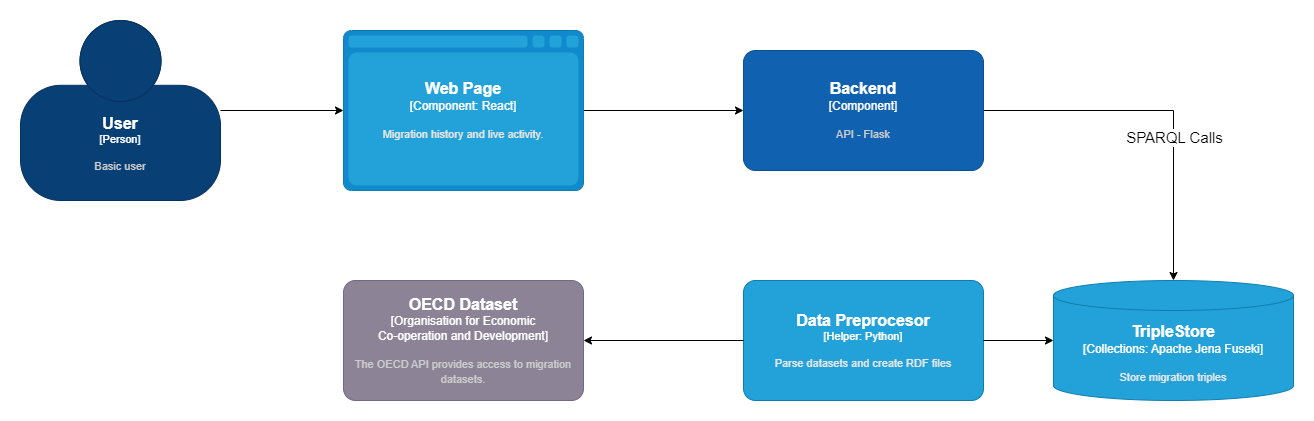 User
[Person]
Basic user
Web Page
[Component: React]
Migration history and live activity.
Backend
[Component]
API - Flask
SPARQL Calls
OECD Dataset
[Organisation for Economic
Co-operation and Development]
The OECD API provides access to migration
datasets.
Data Preprocesor
[Helper: Python]
Parse datasets and create RDF files
TripleStore
[Collections: Apache Jena Fuseki]
Store migration triples